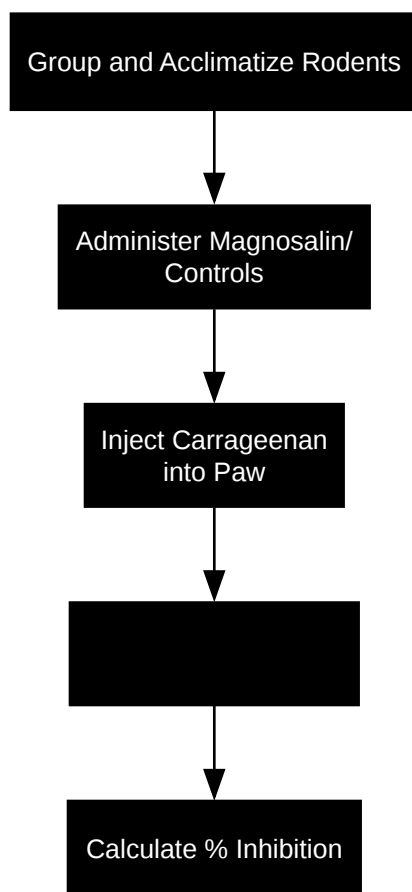 Group and Acclimatize Rodents
Administer Magnosalin/
Controls
Inject Carrageenan
into Paw
Calculate % Inhibition